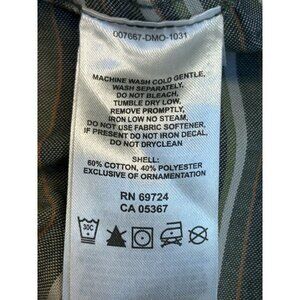 007667-DMO-1031
MACHINE WASH COLD GENTLE,
WASH SEPARATELY,
DO NOT BLEACH,
TUMBLE DRY LOW,
REMOVE PROMPTLY,
IRON LOW NO STEAM,
DO NOT USE FABRIC SOFTENER,
IF PRESENT DO NOT IRON DECAL,
DO NOT DRYCLEAN
SHELL:
60% COTTON, 40% POLYESTER
EXCLUSIVE OF ORNAMENTATION
RN 69724
CA 05367
30C